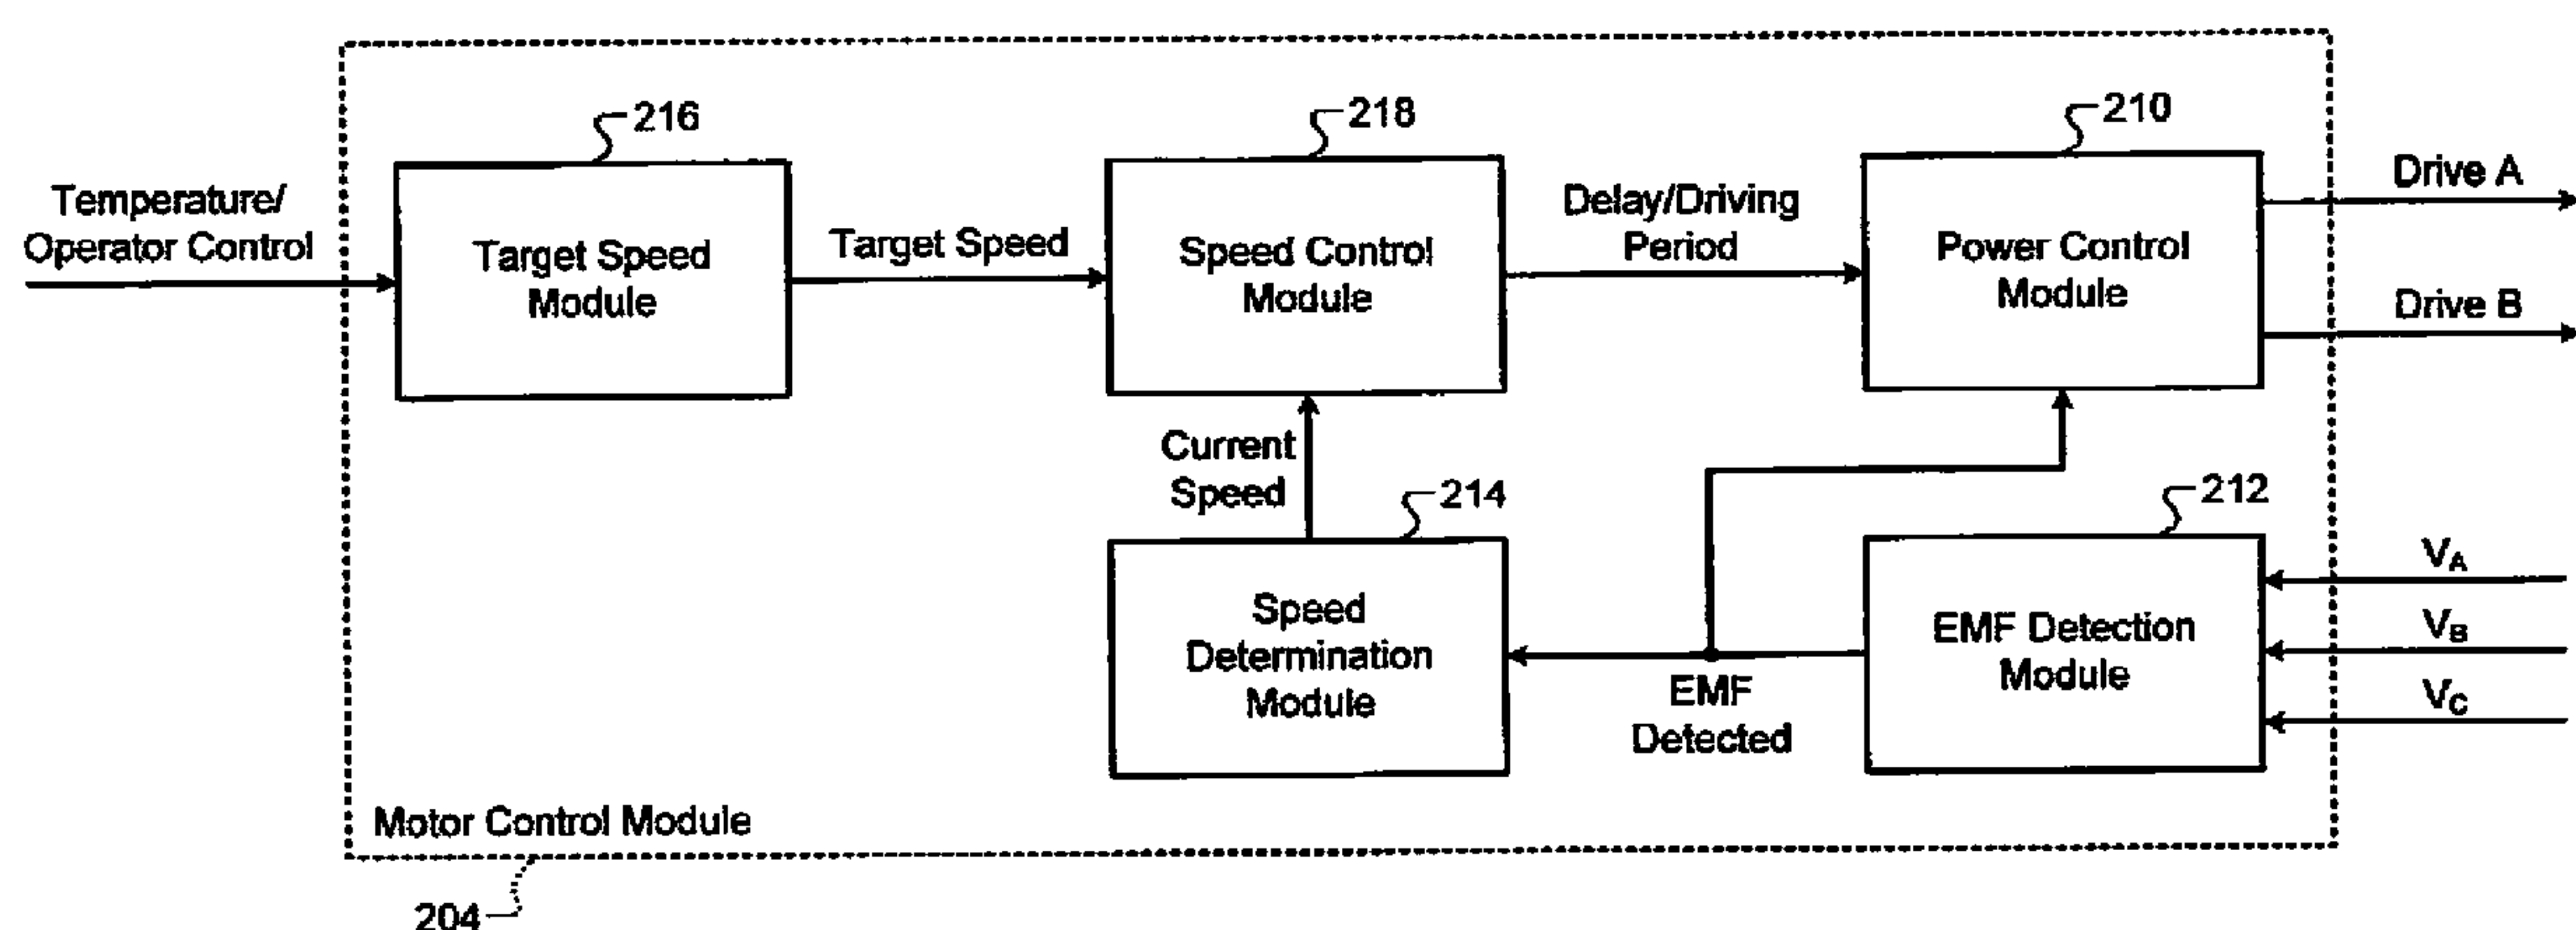 216
218
210
Temperature/
Operator Control
Target Speed
Module
Target Speed
Speed Control
Module
Delay/Driving
Period
Power Control
Module
Drive A
Drive B
Current
Speed
214
212
Speed
Determination
Module
EMF
Detected
EMF Detection
Module
VA
VB
VC
Motor Control Module
204